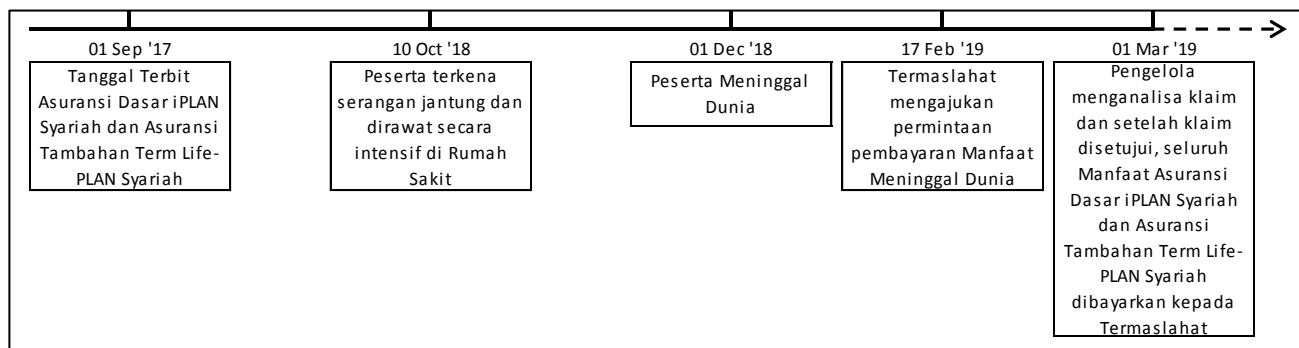 01 Sep '17
Tanggal Terbit
Asuransi Dasar iPLAN
Syariah dan Asuransi
Tambahan Term Life-
PLAN Syariah
10 Oct '18
Peserta terkena
serangan jantung dan
dirawat secara
intensif di Rumah
Sakit
01 Dec '18
Peserta Meninggal
Dunia
17 Feb '19
Termaslahat
mengajukan
permintaan
pembayaran Manfaat
Meninggal Dunia
01 Mar '19
Pengelola
menganalisa klaim
dan setelah klaim
disetujui, seluruh
Manfaat Asuransi
Dasar iPLAN Syariah
dan Asuransi
Tambahan Term Life-
PLAN Syariah
dibayarkan kepada
Termaslahat